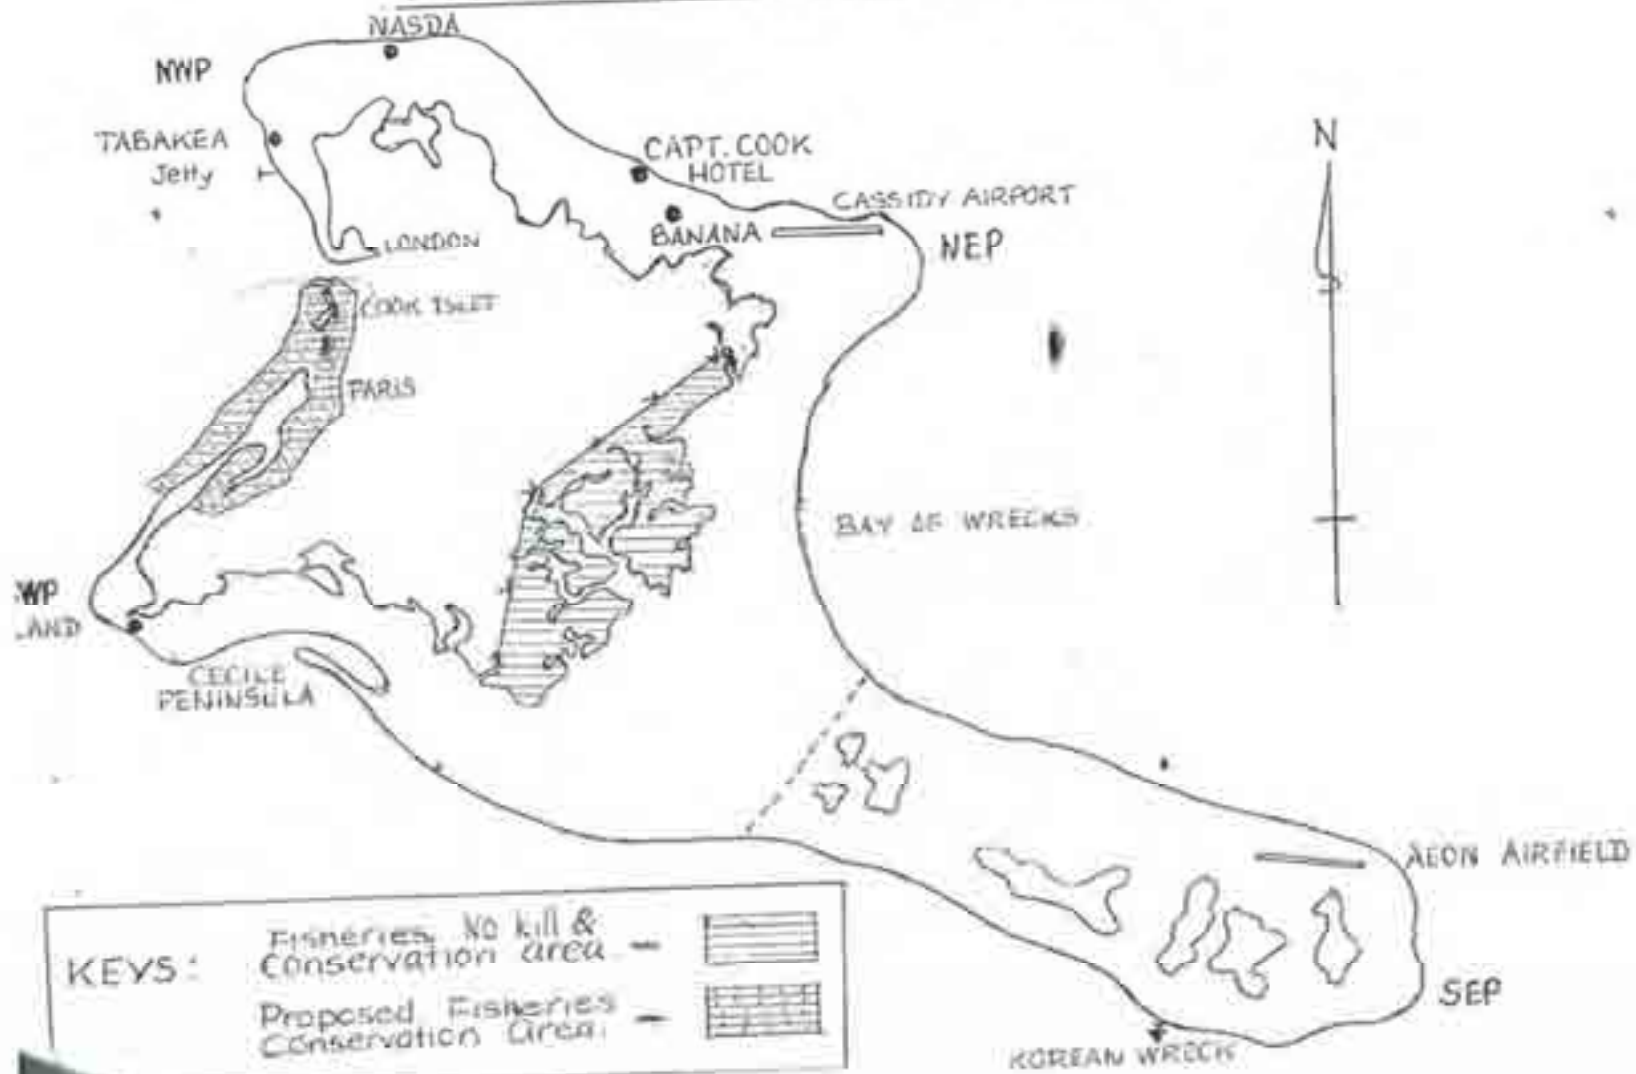 NASDA
NWP
TABAKEA
Jetty
CAPT. COOK
HOTEL
CASSIDY AIRPORT
BANANA
NEP
LONDON
N
COOK ISLET
PARIS
BAY OF WRECKS
WP
LAND
CECILE
PENINSULA
AEON AIRFIELD
SEP
KOREAN WRECK
KEYS:
Fisheries No kill &
Conservation area -
Proposed Fisheries -
Conservation Area.